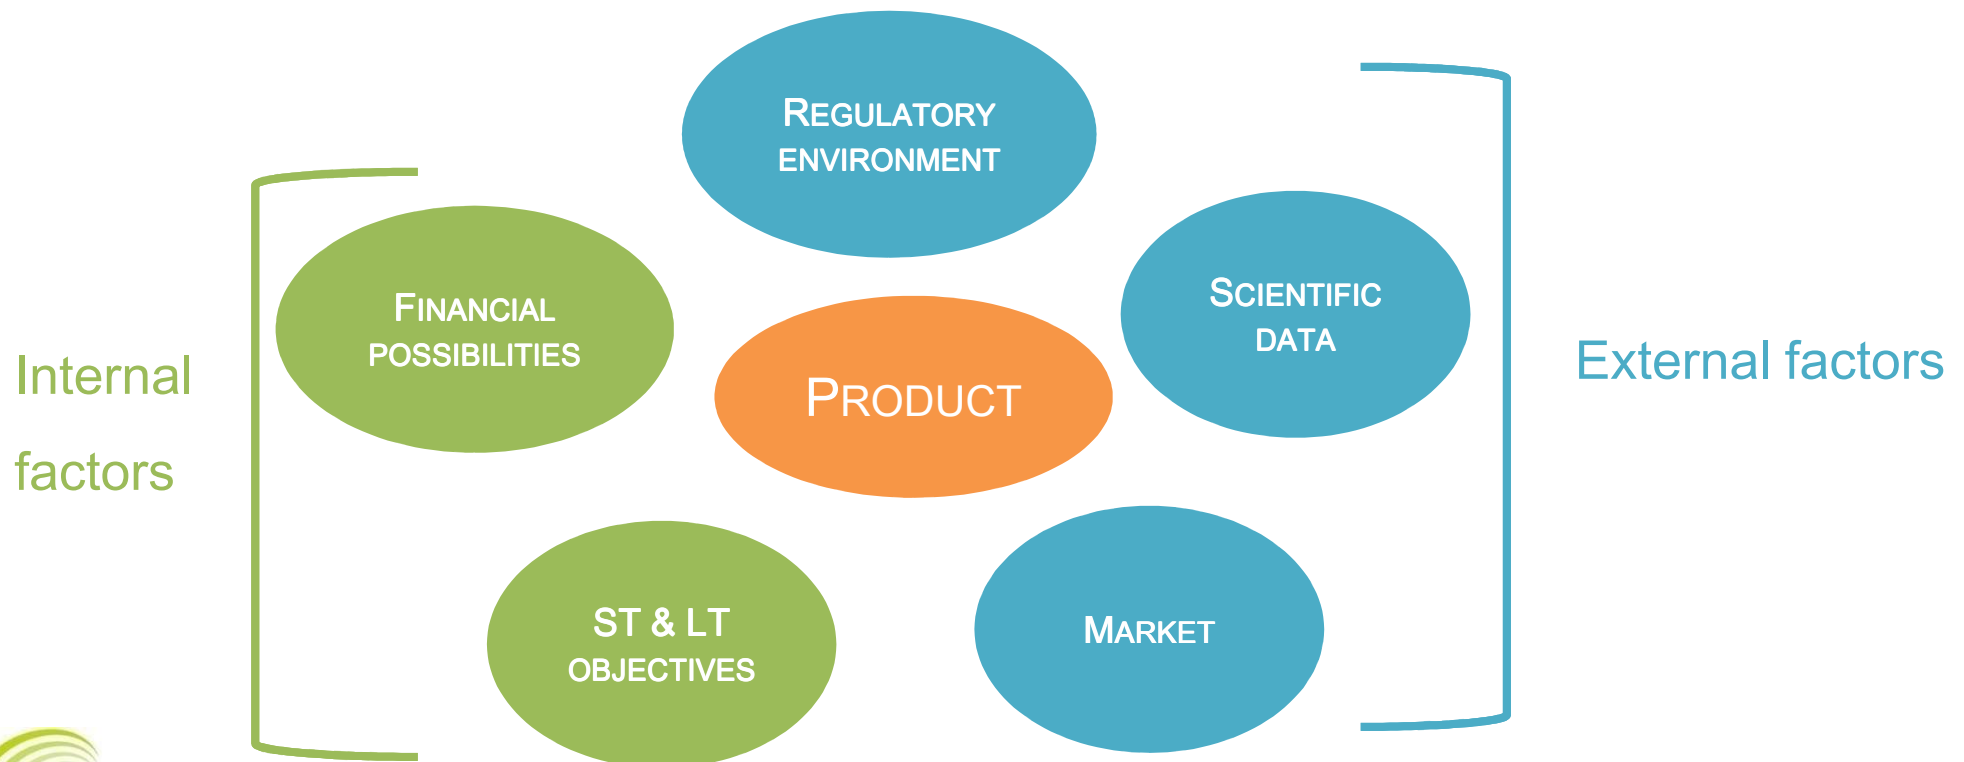 REGULATORY
ENVIRONMENT
FINANCIAL
POSSIBILITIES
SCIENTIFIC
DATA
PRODUCT
Internal
factors
External factors
ST & LT
OBJECTIVES
MARKET